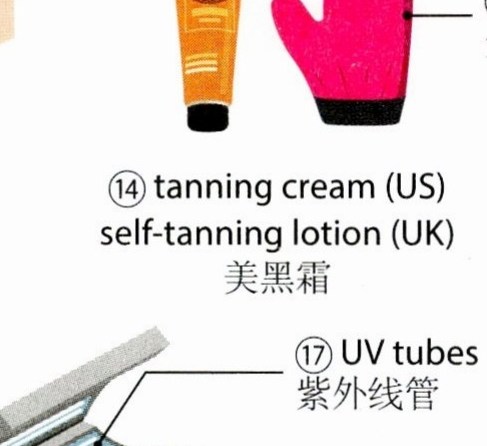 ⑭ tanning cream (US)
self-tanning lotion (UK)
美黑霜
⑰ UV tubes
紫外线管